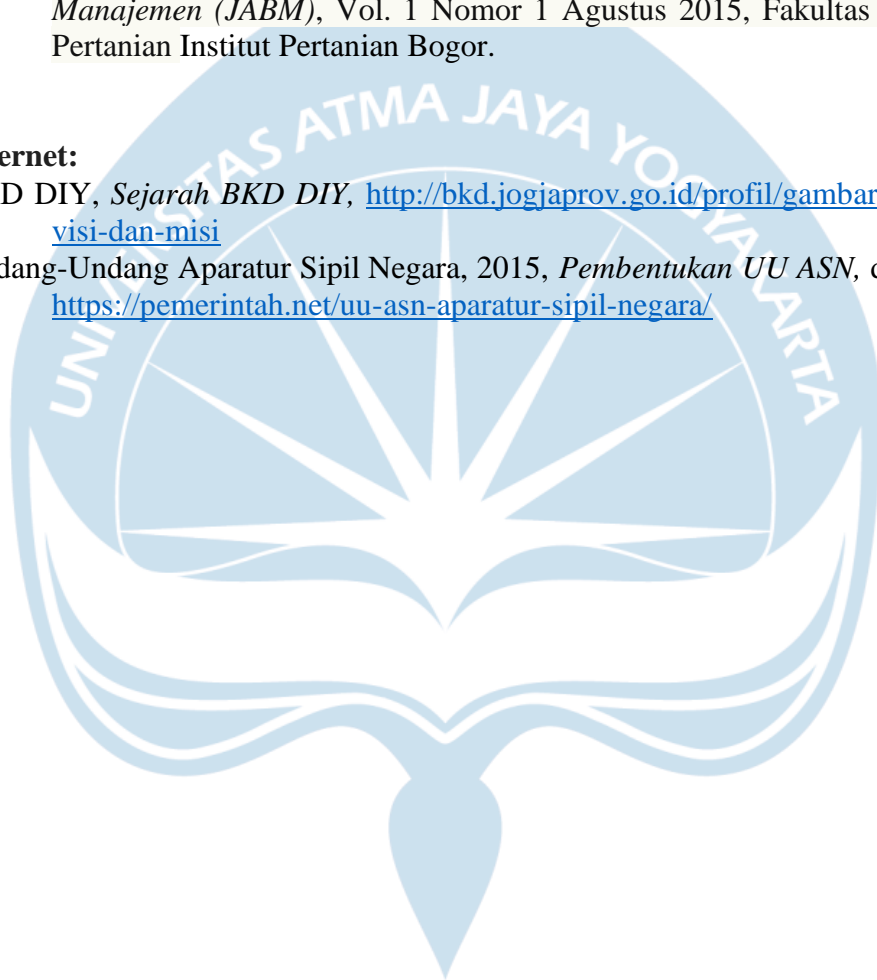 Manajemen (JABM), Vol. 1 Nomor 1 Agustus 2015, Fakultas
Pertanian Institut Pertanian Bogor.
ernet:
D DIY, Sejarah BKD DIY, http://bkd.jogjaprov.go.id/profil/gambar
visi-dan-misi
dang-Undang Aparatur Sipil Negara, 2015, Pembentukan UU ASN,
https://pemerintah.net/uu-asn-aparatur-sipil-negara/
UNIVERSITAS ATMA JAYA YOGYAKARTA